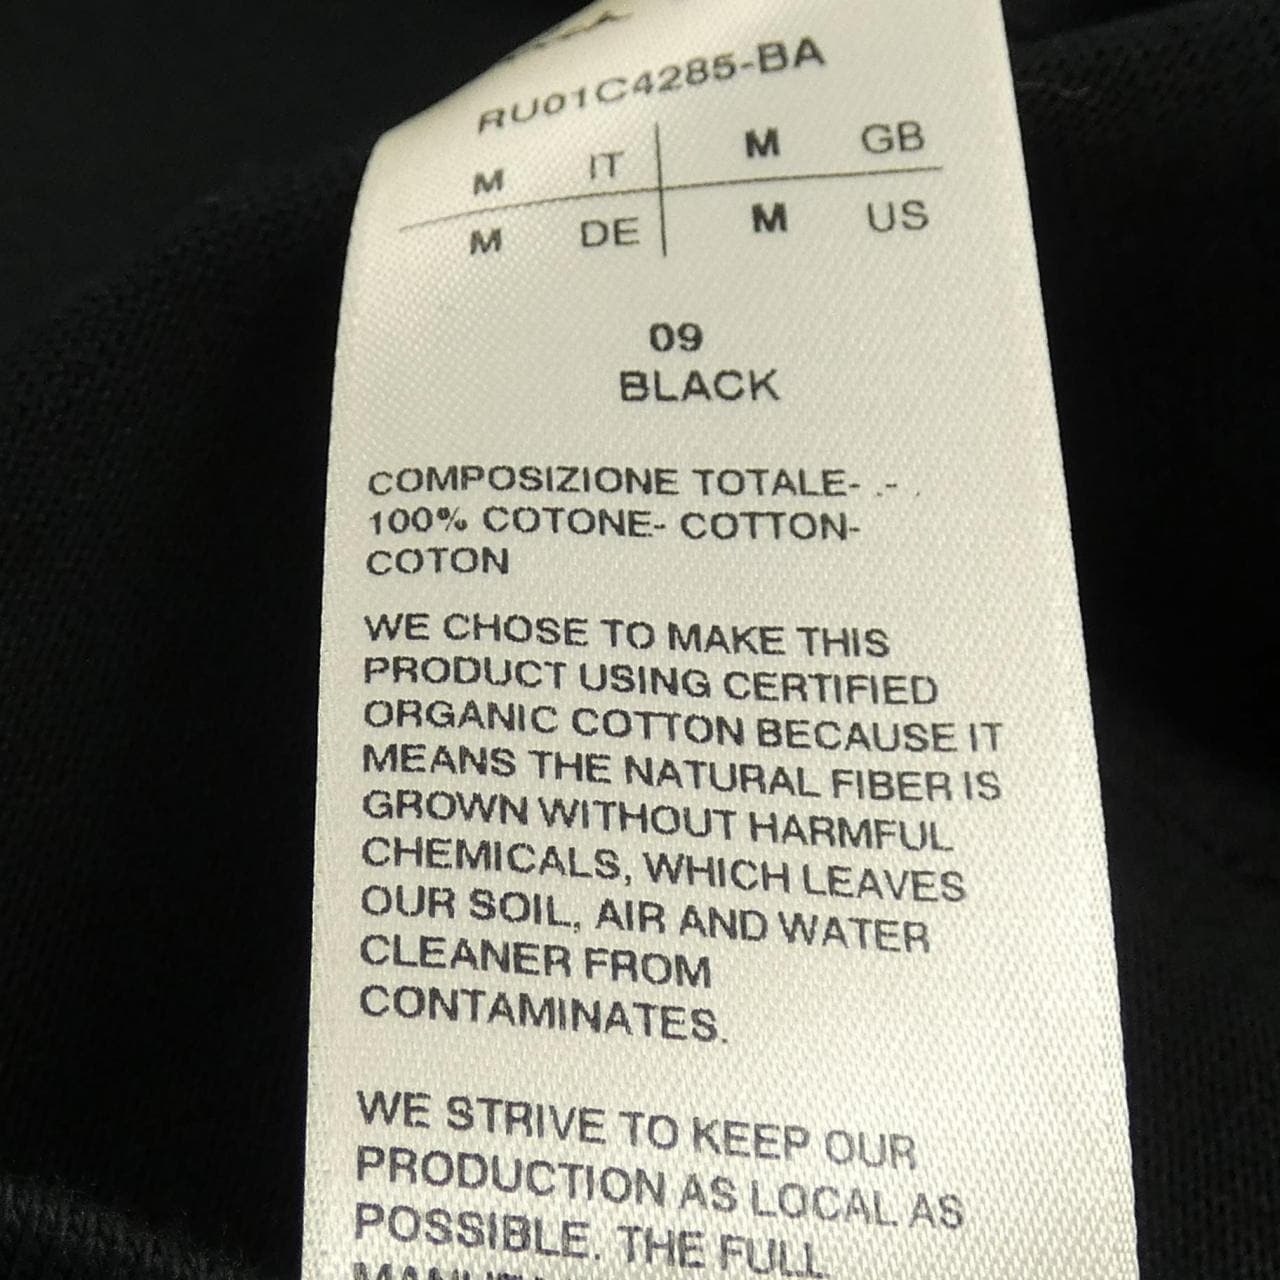 RU01C4285-BA
M IT M GB
M DE M US
09
BLACK
COMPOSIZIONE TOTALE- .- .
100% COTONE- COTTON-
COTON
WE CHOSE TO MAKE THIS
PRODUCT USING CERTIFIED
ORGANIC COTTON BECAUSE IT
MEANS THE NATURAL FIBER IS
GROWN WITHOUT HARMFUL
CHEMICALS, WHICH LEAVES
OUR SOIL, AIR AND WATER
CLEANER FROM
CONTAMINATES.
WE STRIVE TO KEEP OUR
PRODUCTION AS LOCAL AS
POSSIBLE. THE FULL